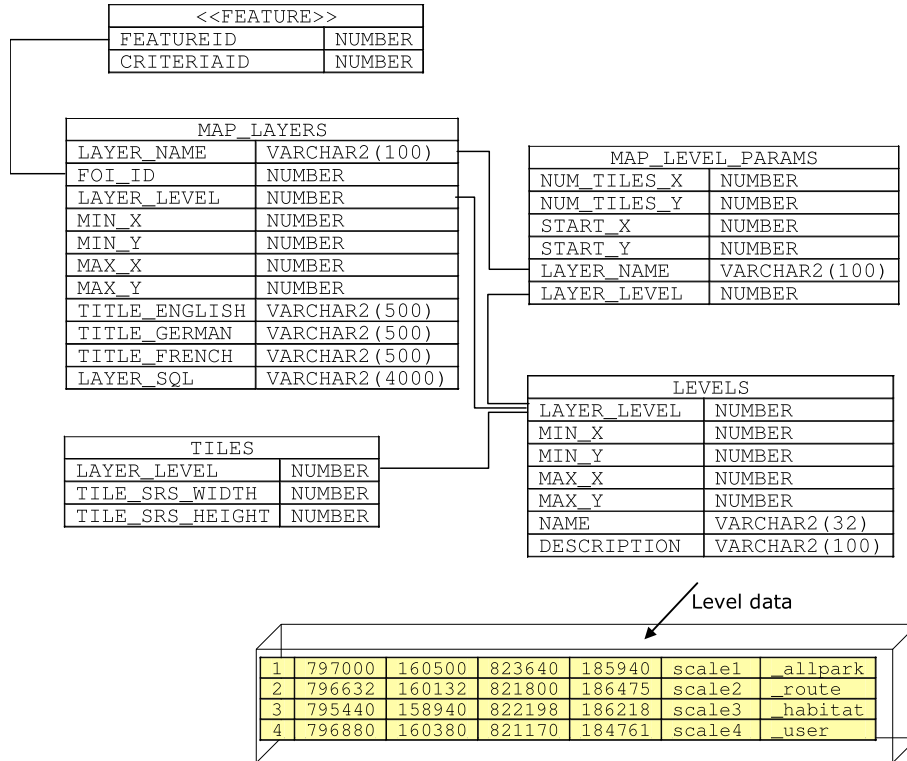 <<FEATURE>>
FEATUREID NUMBER
CRITERIAID NUMBER
MAP_LAYERS
LAYER_NAME VARCHAR2(100)
FOI_ID NUMBER
LAYER_LEVEL NUMBER
MIN_X NUMBER
MIN_Y NUMBER
MAX_X NUMBER
MAX_Y NUMBER
TITLE_ENGLISH VARCHAR2(500)
TITLE_GERMAN VARCHAR2(500)
TITLE_FRENCH VARCHAR2(500)
LAYER_SQL VARCHAR2(4000)
MAP_LEVEL_PARAMS
NUM_TILES_X NUMBER
NUM_TILES_Y NUMBER
START_X NUMBER
START_Y NUMBER
LAYER_NAME VARCHAR2(100)
LAYER_LEVEL NUMBER
LEVELS
LAYER_LEVEL NUMBER
MIN_X NUMBER
MIN_Y NUMBER
MAX_X NUMBER
MAX_Y NUMBER
NAME VARCHAR2(32)
DESCRIPTION VARCHAR2(100)
TILES
LAYER_LEVEL NUMBER
TILE_SRS_WIDTH NUMBER
TILE_SRS_HEIGHT NUMBER
Level data
1 797000 160500 823640 185940 scale1 _allpark
2 796632 160132 821800 186475 scale2 _route
3 795440 158940 822198 186218 scale3 _habitat
4 796880 160380 821170 184761 scale4 _user